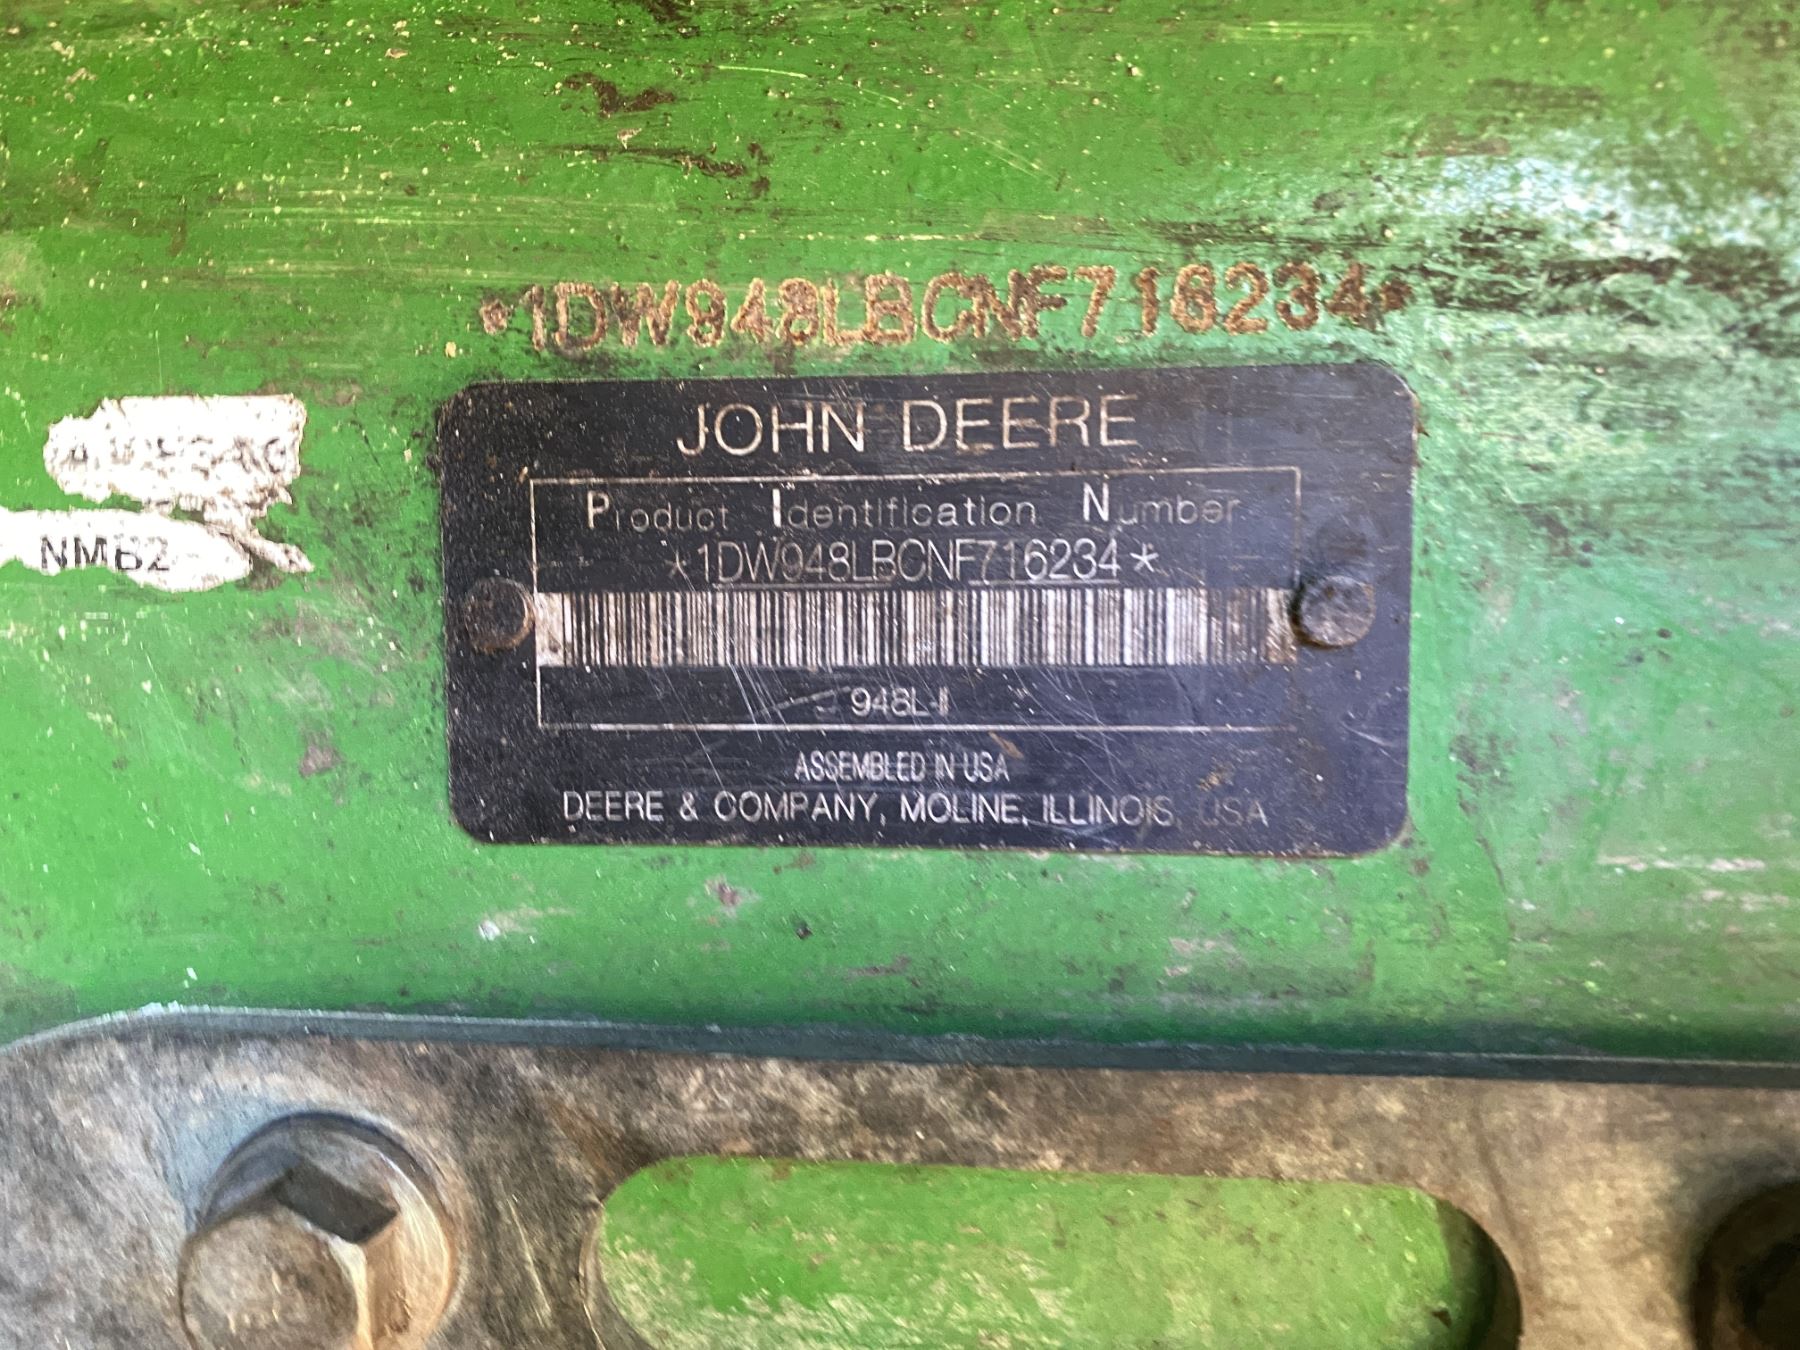 *1DW948LBCNF716234*
JOHN DEERE
Product Identification Number
*1DW948LBCNF716234*
948L-II
ASSEMBLED IN USA
DEERE & COMPANY, MOLINE, ILLINOIS, USA
NMB2